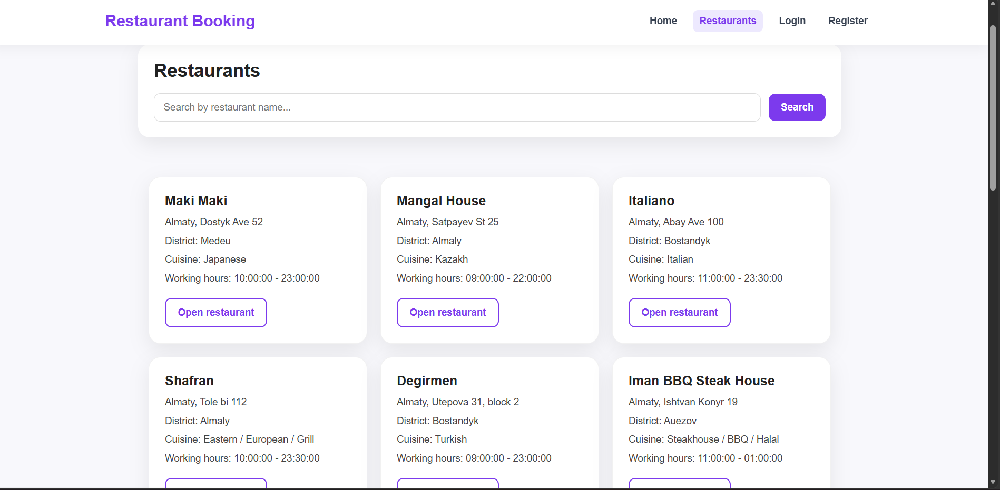 Restaurant Booking
Home Restaurants Login Register
Restaurants
Search by restaurant name...
Search
Maki Maki
Almaty, Dostyk Ave 52
District: Medeu
Cuisine: Japanese
Working hours: 10:00:00 - 23:00:00
Open restaurant
Mangal House
Almaty, Satpayev St 25
District: Almaly
Cuisine: Kazakh
Working hours: 09:00:00 - 22:00:00
Open restaurant
Italiano
Almaty, Abay Ave 100
District: Bostandyk
Cuisine: Italian
Working hours: 11:00:00 - 23:30:00
Open restaurant
Shafran
Almaty, Tole bi 112
District: Almaly
Cuisine: Eastern / European / Grill
Working hours: 10:00:00 - 23:30:00
Degirmen
Almaty, Utepova 31, block 2
District: Bostandyk
Cuisine: Turkish
Working hours: 09:00:00 - 23:00:00
Iman BBQ Steak House
Almaty, Ishtvan Konyr 19
District: Auezov
Cuisine: Steakhouse / BBQ / Halal
Working hours: 11:00:00 - 01:00:00